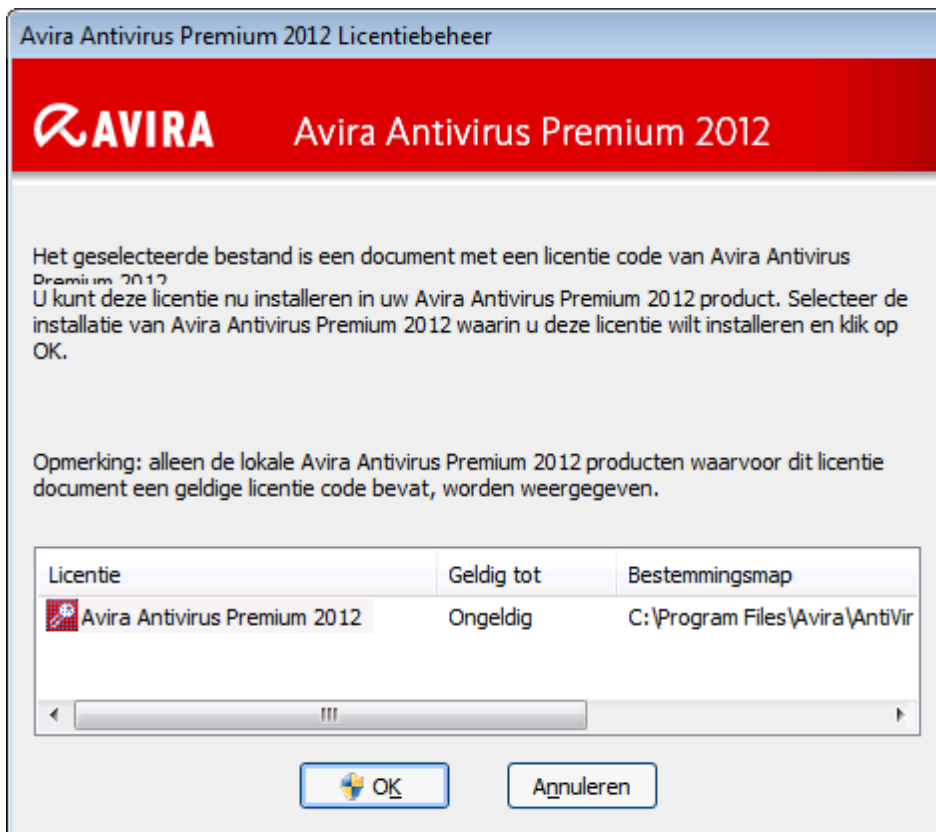 Avira Antivirus Premium 2012 Licentiebeheer
AVIRA Avira Antivirus Premium 2012
Het geselecteerde bestand is een document met een licentie code van Avira Antivirus
Premium 2012
U kunt deze licentie nu installeren in uw Avira Antivirus Premium 2012 product. Selecteer de
installatie van Avira Antivirus Premium 2012 waarin u deze licentie wilt installeren en klik op
OK.
Opmerking: alleen de lokale Avira Antivirus Premium 2012 producten waarvoor dit licentie
document een geldige licentie code bevat, worden weergegeven.
Licentie Geldig tot Bestemmingsmap
Avira Antivirus Premium 2012 Ongeldig C:\Program Files\Avira\AntiVir
OK Annuleren